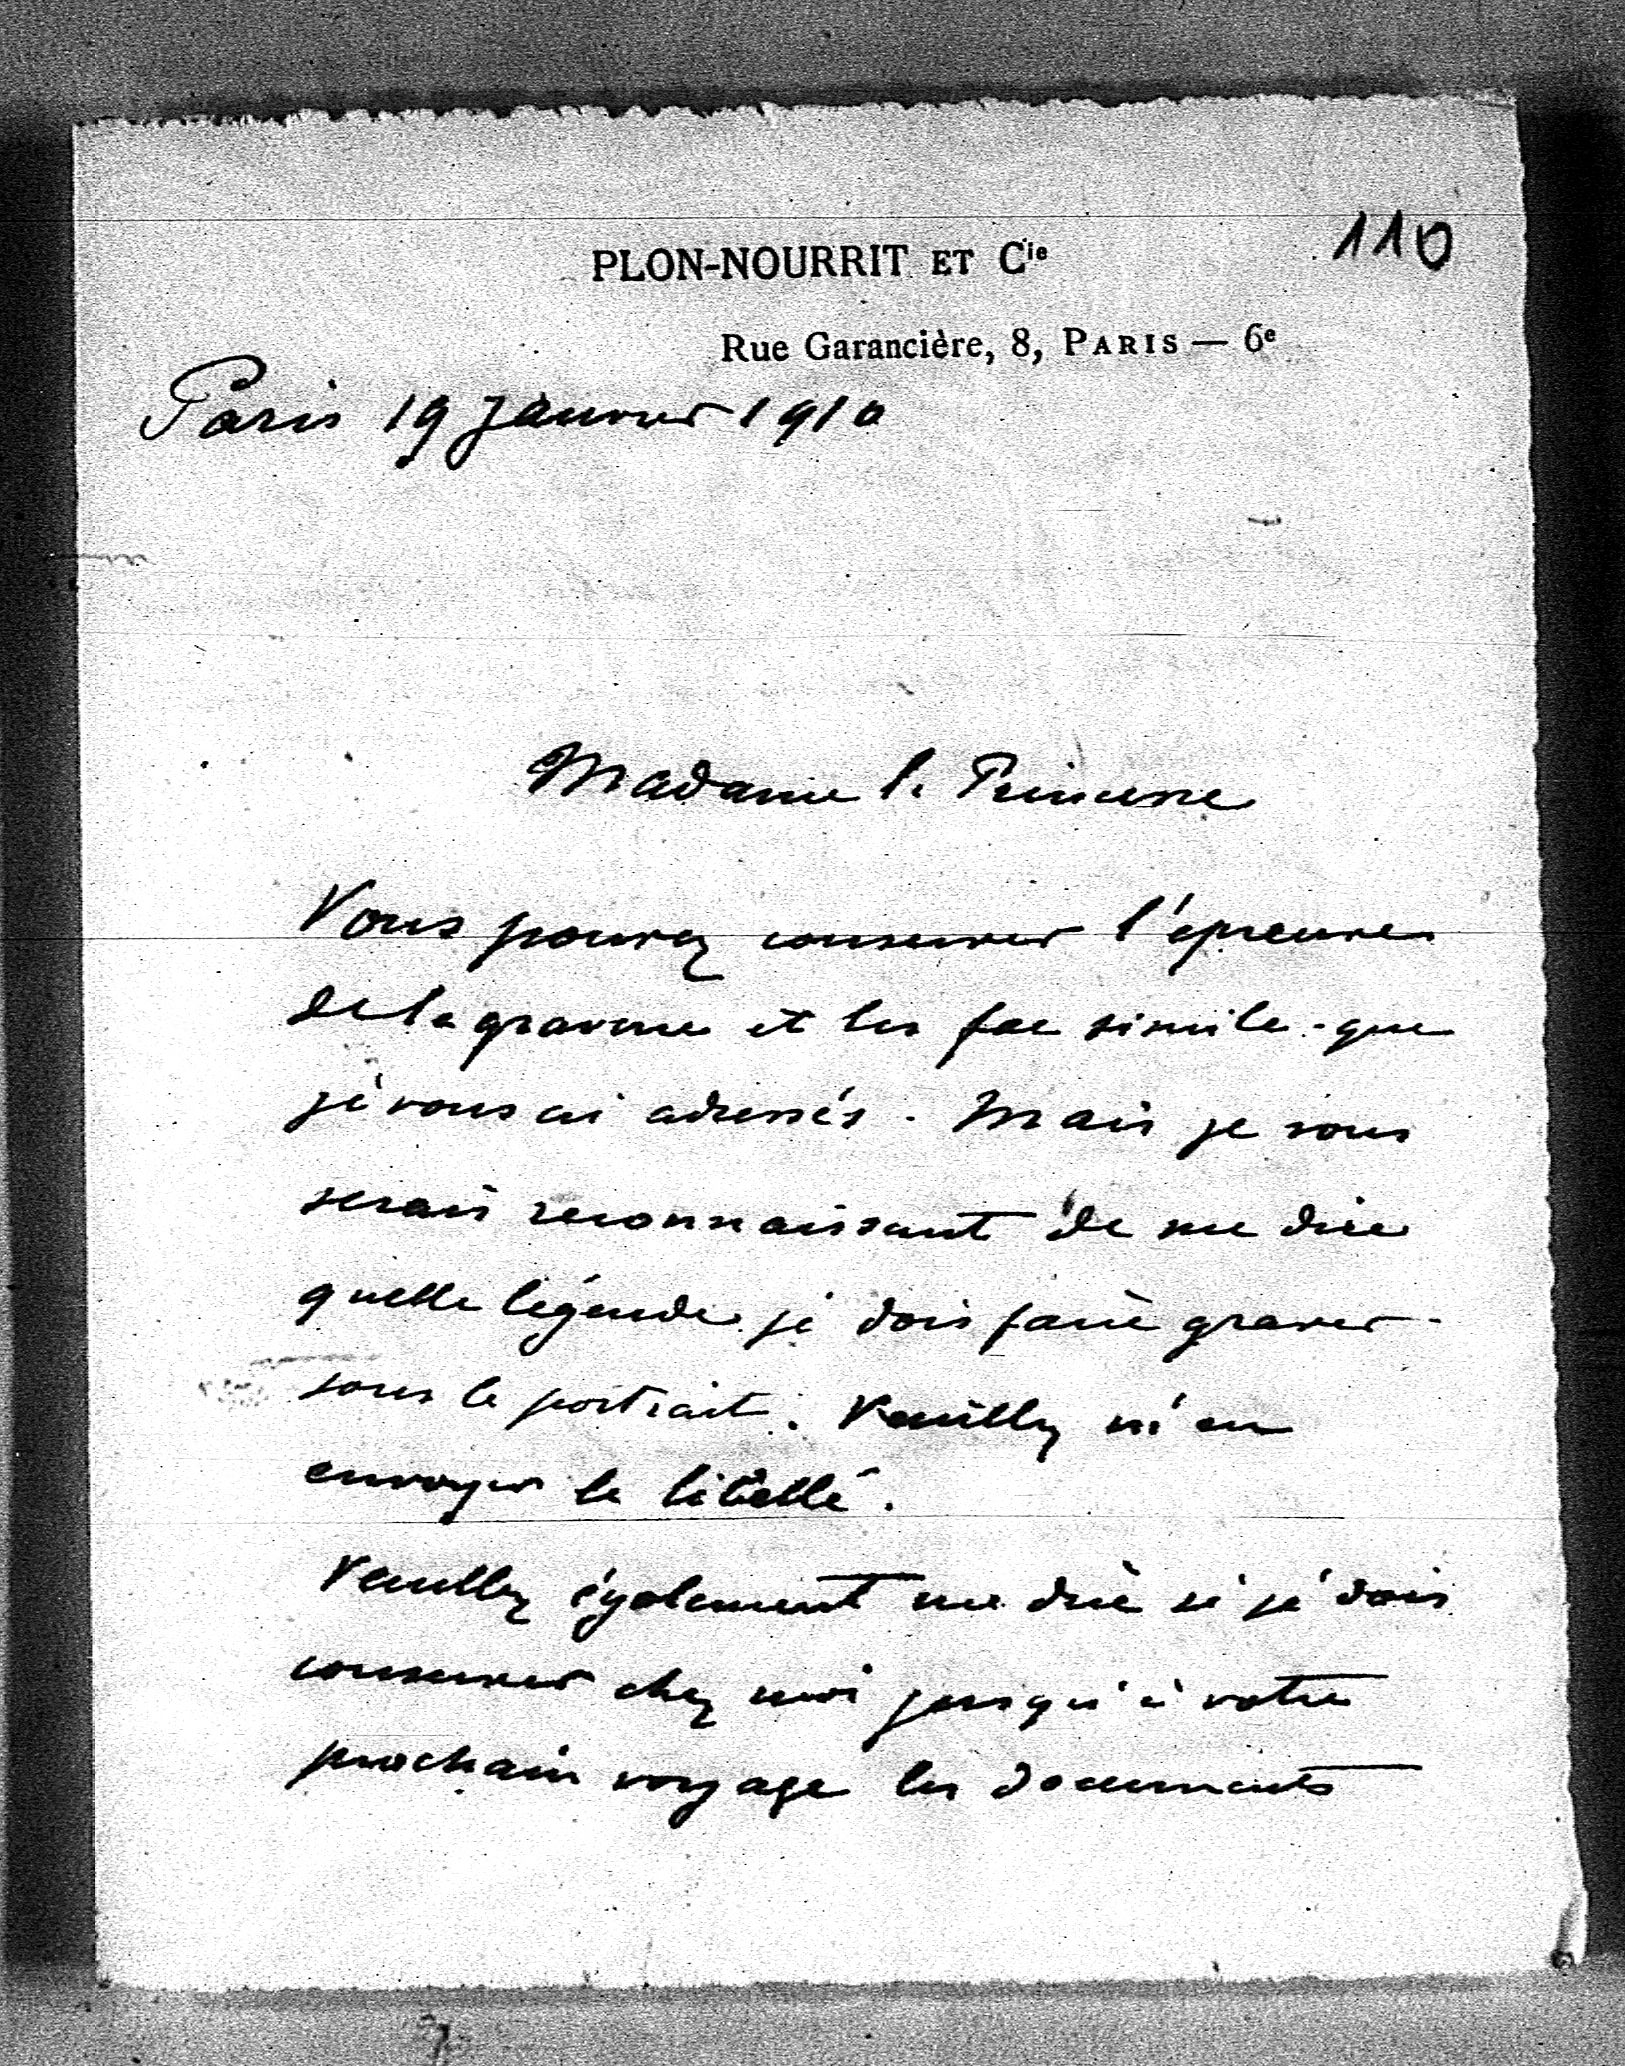 110
PLON-NOURRIT ET Cie
Rue Garancière, 8, PARIS — 6e
Paris 19 Janvier 1910
Madame la Princesse
Vous pouvez conserver l'épreuve
de la gravure et les fac simile que
je vous ai adressés. Mais je vous
serais reconnaissant de me dire
quelle légende je dois faire graver
sous le portrait. Veuillez m'en
envoyer le libellé.
Veuillez également me dire si je dois
conserver chez moi jusqu'à votre
prochain voyage les documents